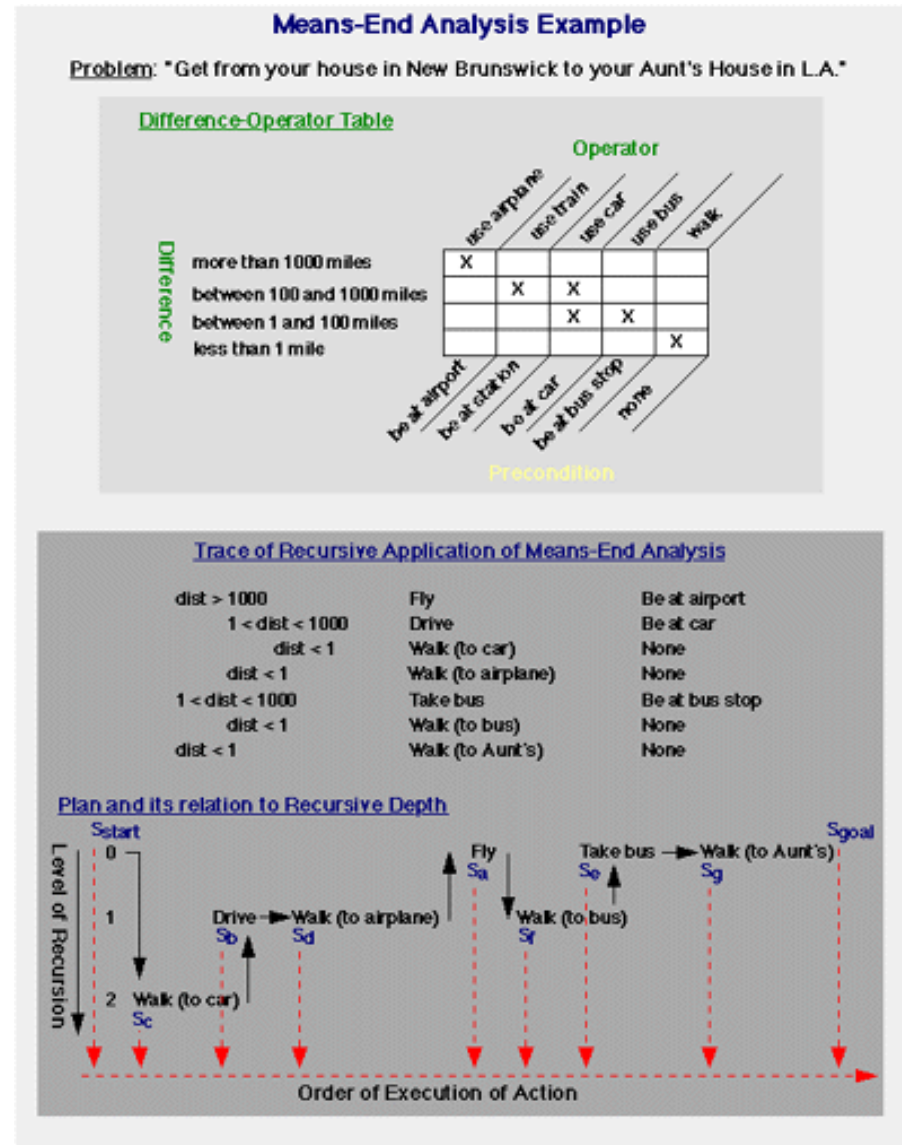 Means-End Analysis Example
Problem: "Get from your house in New Brunswick to your Aunt's House in L.A."
Difference-Operator Table
Operator
use airplane use train use car use bus walk
Difference
more than 1000 miles X
between 100 and 1000 miles X X
between 1 and 100 miles X X
less than 1 mile X
be at airport be at station be at car be at bus stop none
Precondition
Trace of Recursive Application of Means-End Analysis
dist > 1000 Fly Be at airport
1 < dist < 1000 Drive Be at car
dist < 1 Walk (to car) None
dist < 1 Walk (to airplane) None
1 < dist < 1000 Take bus Be at bus stop
dist < 1 Walk (to bus) None
dist < 1 Walk (to Aunt's) None
Plan and its relation to Recursive Depth
Sstart Sgoal
Level of Recursion
0 Fly Take bus Walk (to Aunt's)
Sa Se Sg
1 Drive Walk (to airplane) Walk (to bus)
Sb Sd Sf
2 Walk (to car)
Sc
Order of Execution of Action